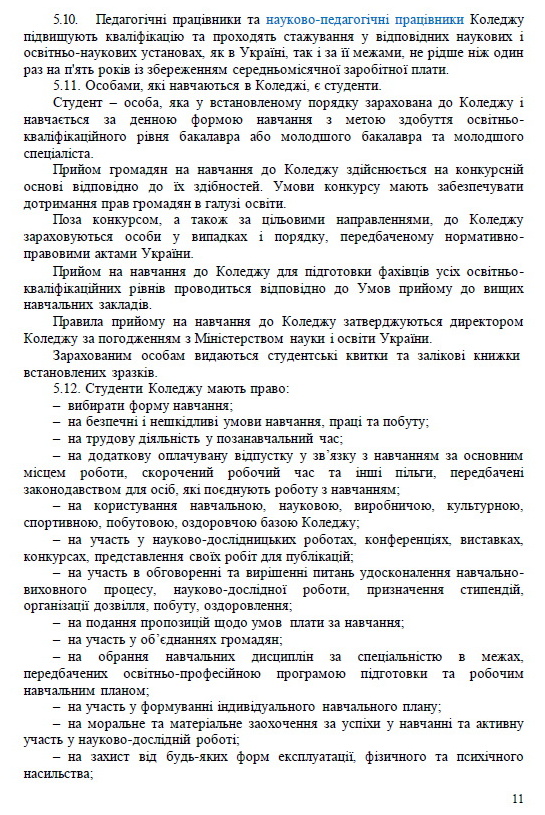 5.10. Педагогічні працівники та науково-педагогічні працівники Коледжу
підвищують кваліфікацію та проходять стажування у відповідних наукових і
освітньо-наукових установах, як в Україні, так і за її межами, не рідше ніж один
раз на п'ять років із збереженням середньомісячної заробітної плати.
5.11. Особами, які навчаються в Коледжі, є студенти.
Студент – особа, яка у встановленому порядку зарахована до Коледжу і
навчається за денною формою навчання з метою здобуття освітньо-
кваліфікаційного рівня бакалавра або молодшого бакалавра та молодшого
спеціаліста.
Прийом громадян на навчання до Коледжу здійснюється на конкурсній
основі відповідно до їх здібностей. Умови конкурсу мають забезпечувати
дотримання прав громадян в галузі освіти.
Поза конкурсом, а також за цільовими направленнями, до Коледжу
зараховуються особи у випадках і порядку, передбаченому нормативно-
правовими актами України.
Прийом на навчання до Коледжу для підготовки фахівців усіх освітньо-
кваліфікаційних рівнів проводиться відповідно до Умов прийому до вищих
навчальних закладів.
Правила прийому на навчання до Коледжу затверджуються директором
Коледжу за погодженням з Міністерством науки і освіти України.
Зарахованим особам видаються студентські квитки та залікові книжки
встановлених зразків.
5.12. Студенти Коледжу мають право:
– вибирати форму навчання;
– на безпечні і нешкідливі умови навчання, праці та побуту;
– на трудову діяльність у позанавчальний час;
– на додаткову оплачувану відпустку у зв’язку з навчанням за основним
місцем роботи, скорочений робочий час та інші пільги, передбачені
законодавством для осіб, які поєднують роботу з навчанням;
– на користування навчальною, науковою, виробничою, культурною,
спортивною, побутовою, оздоровчою базою Коледжу;
– на участь у науково-дослідницьких роботах, конференціях, виставках,
конкурсах, представлення своїх робіт для публікацій;
– на участь в обговоренні та вирішенні питань удосконалення навчально-
виховного процесу, науково-дослідної роботи, призначення стипендій,
організації дозвілля, побуту, оздоровлення;
– на подання пропозицій щодо умов плати за навчання;
– на участь у об’єднаннях громадян;
– на обрання навчальних дисциплін за спеціальністю в межах,
передбачених освітньо-професійною програмою підготовки та робочим
навчальним планом;
– на участь у формуванні індивідуального навчального плану;
– на моральне та матеріальне заохочення за успіхи у навчанні та активну
участь у науково-дослідній роботі;
– на захист від будь-яких форм експлуатації, фізичного та психічного
насильства;
11